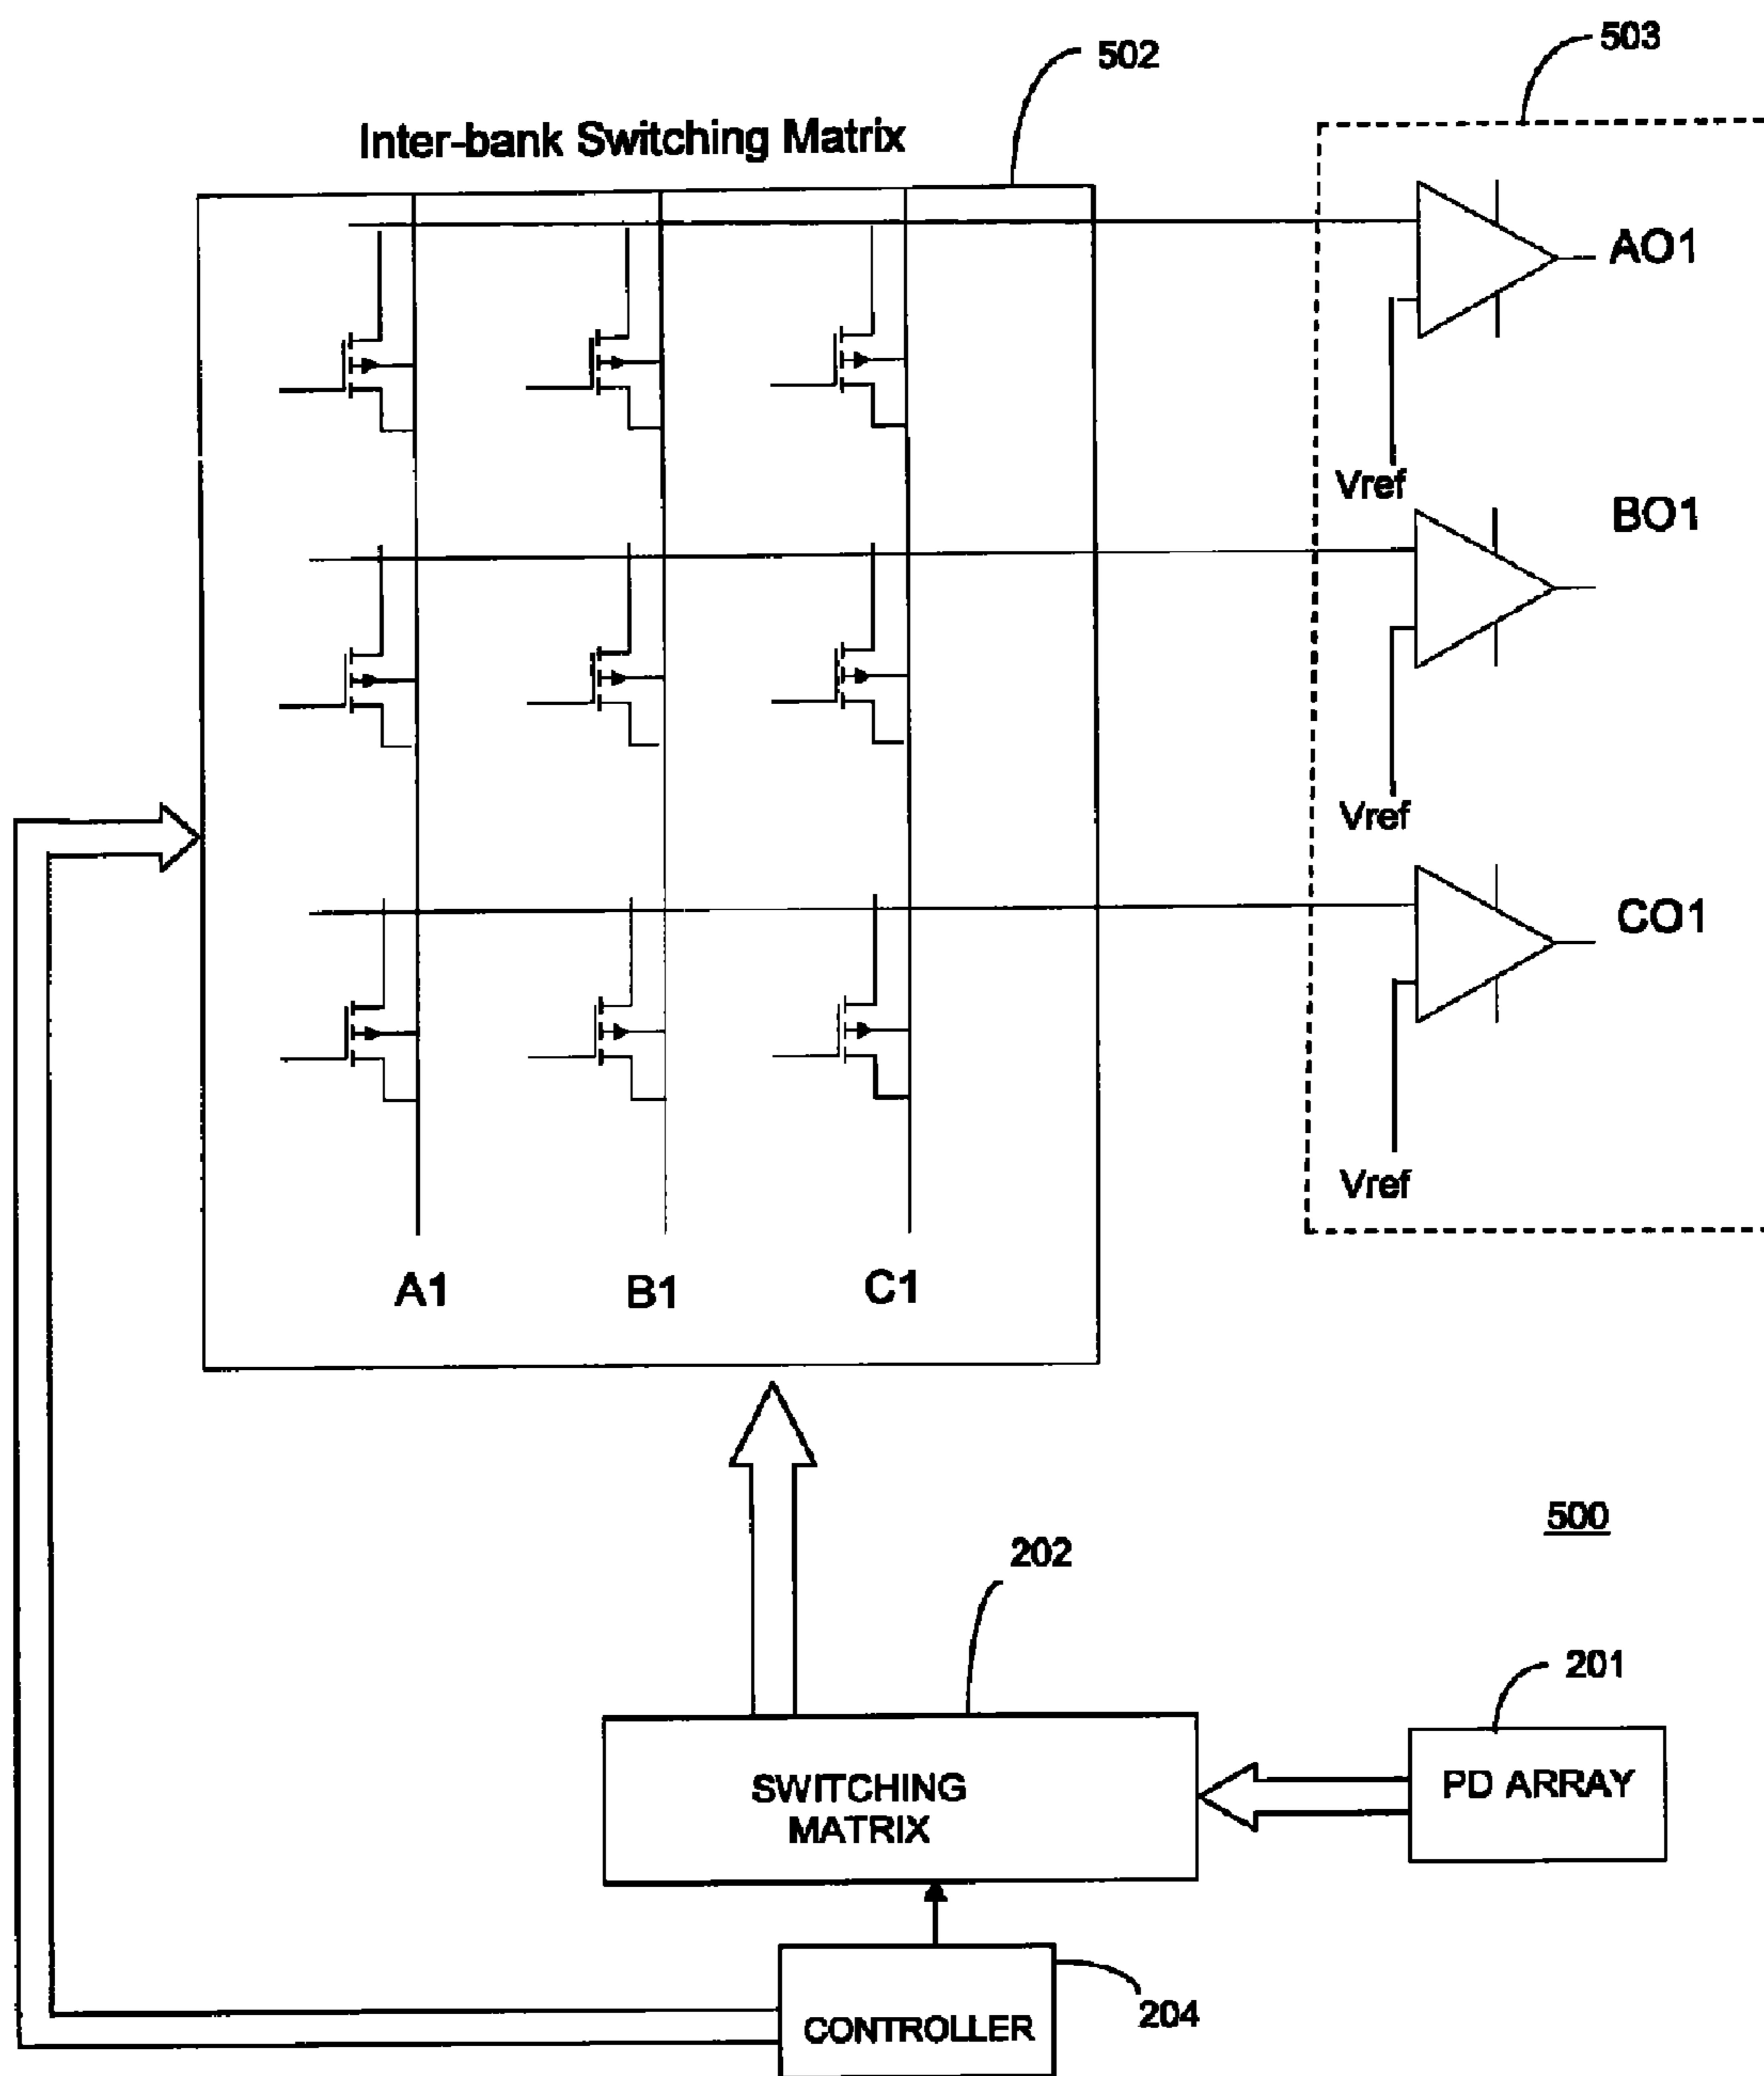 503
502
Inter-bank Switching Matrix
AO1
Vref
BO1
Vref
CO1
Vref
A1
B1
C1
500
202
201
SWITCHING
MATRIX
PD ARRAY
204
CONTROLLER